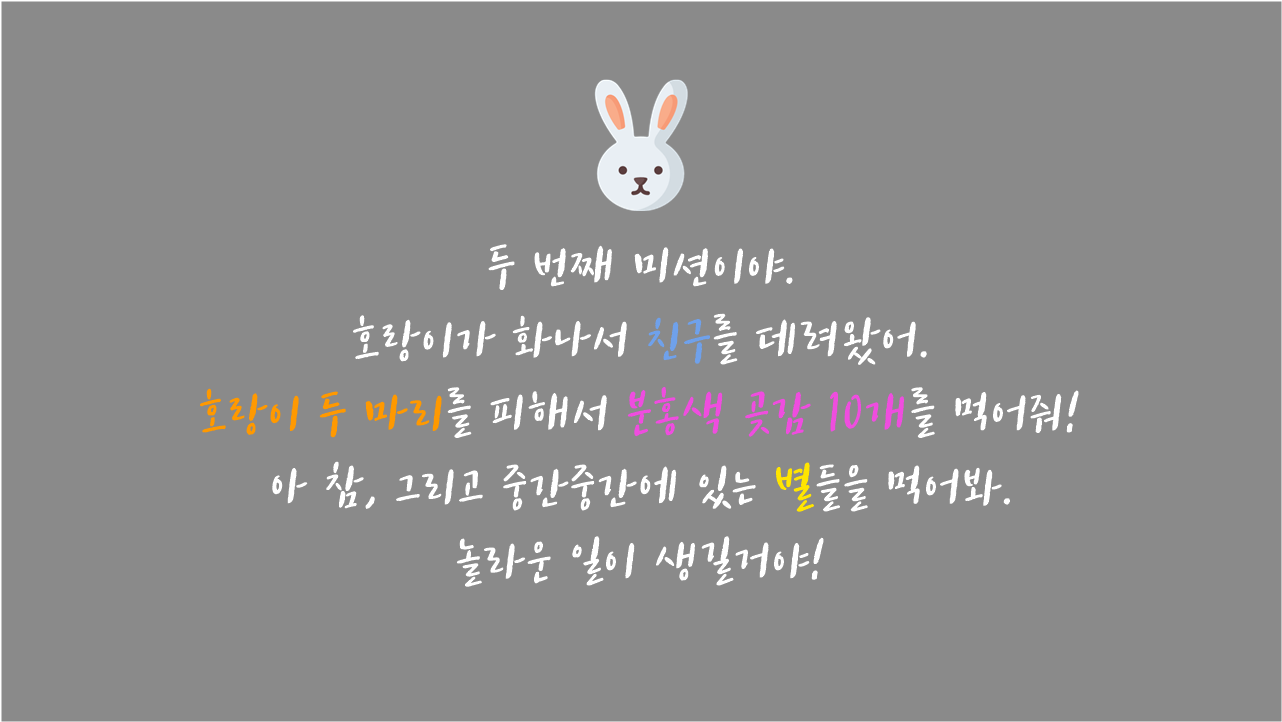 두 번째 미션이야.
호랑이가 화나서 친구를 데려왔어.
호랑이 두 마리를 피해서 분홍색 곶감 10개를 먹어줘!
아 참, 그리고 중간중간에 있는 별들을 먹어봐.
놀라운 일이 생길거야!